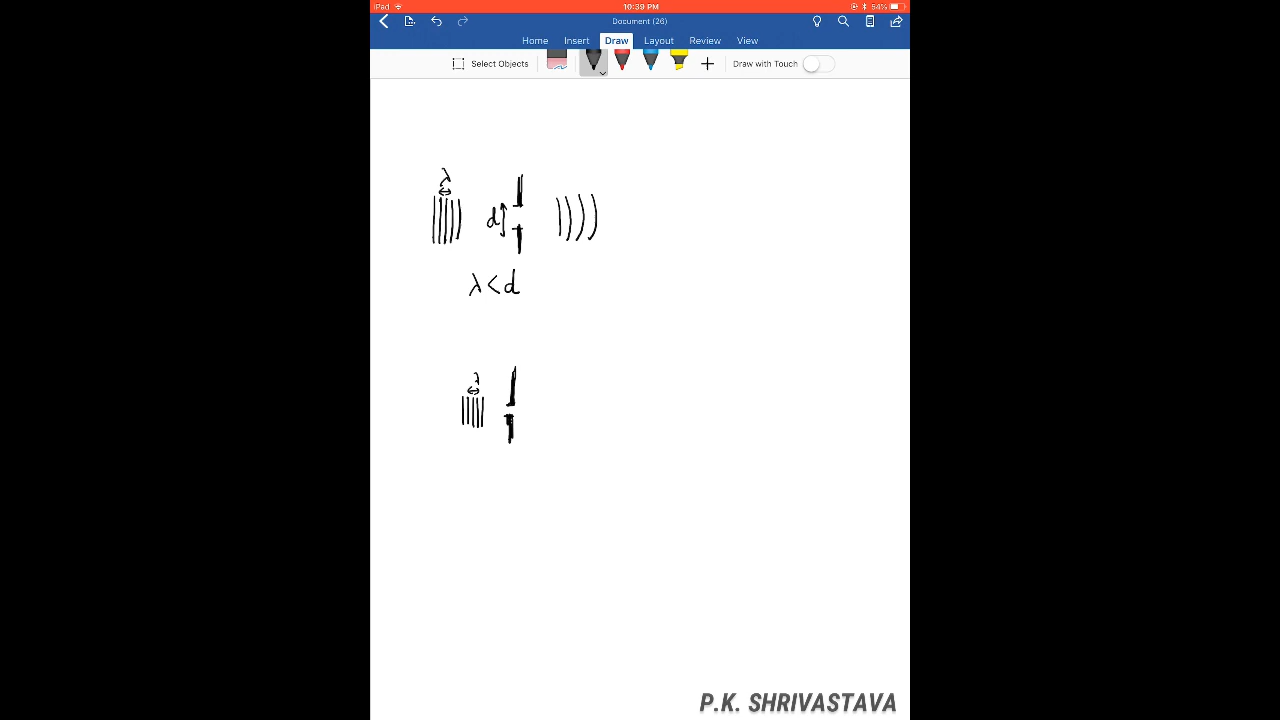 iPad
10:39 PM
54%
Document (26)
Home Insert Draw Layout Review View
Select Objects
Draw with Touch
λ
d
λ < d
λ
P.K. SHRIVASTAVA